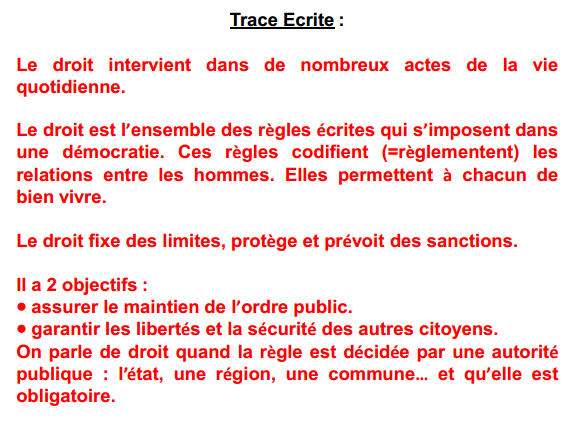 Trace Ecrite :
Le droit intervient dans de nombreux actes de la vie
quotidienne.
Le droit est l’ensemble des règles écrites qui s’imposent dans
une démocratie. Ces règles codifient (=règlementent) les
relations entre les hommes. Elles permettent à chacun de
bien vivre.
Le droit fixe des limites, protège et prévoit des sanctions.
Il a 2 objectifs :
• assurer le maintien de l’ordre public.
• garantir les libertés et la sécurité des autres citoyens.
On parle de droit quand la règle est décidée par une autorité
publique : l’état, une région, une commune… et qu’elle est
obligatoire.